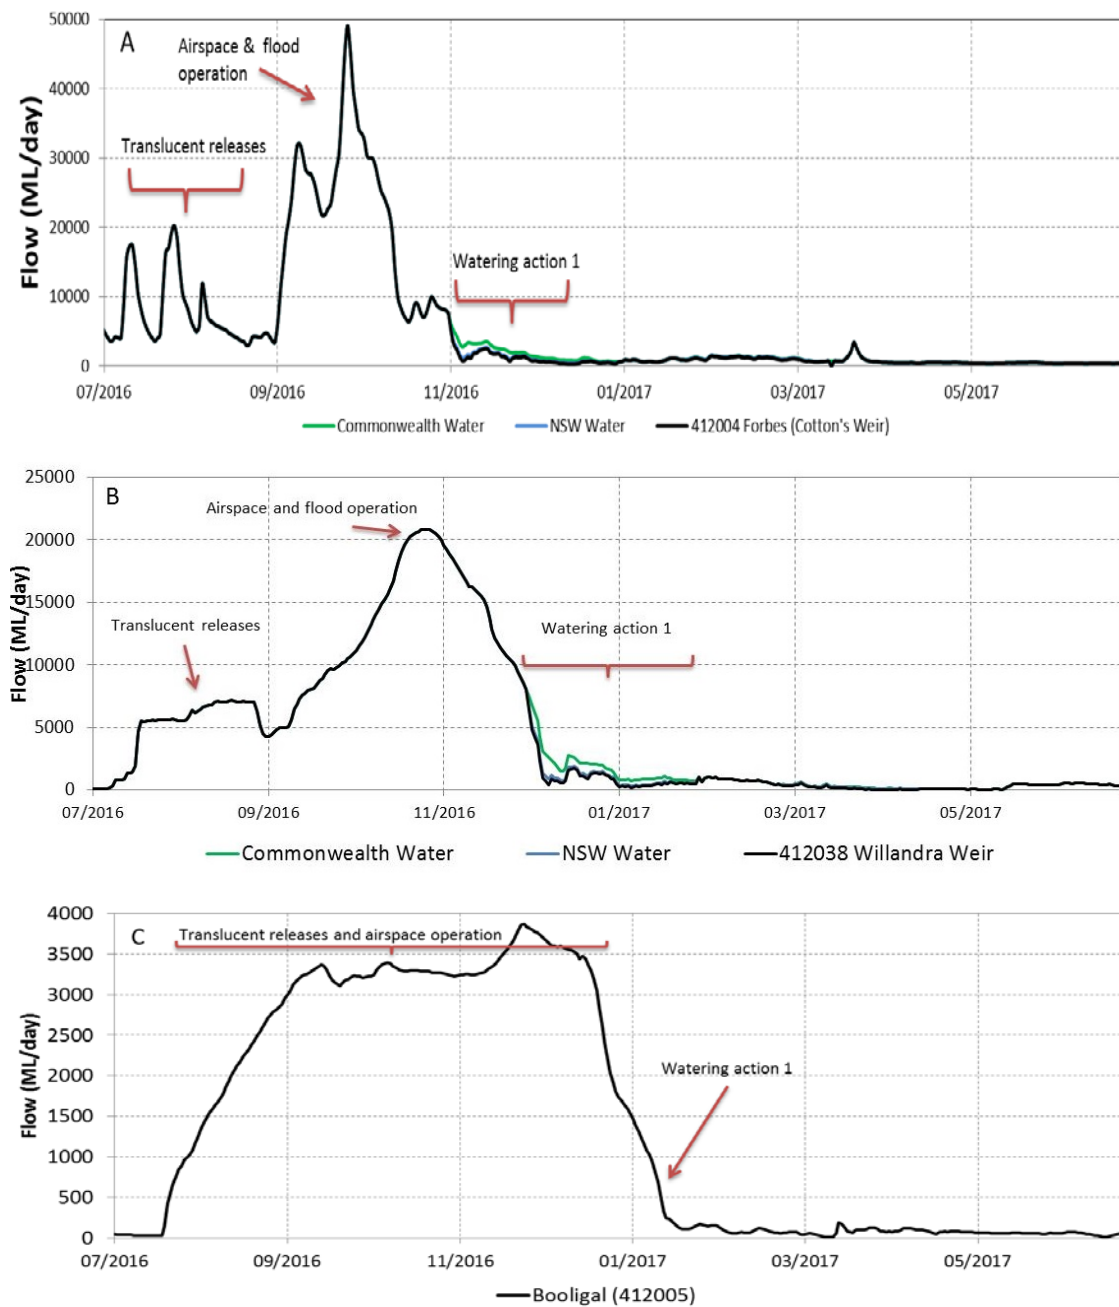 A
Airspace & flood
operation
Translucent releases
Watering action 1
Flow (ML/day)
50000
40000
30000
20000
10000
0
07/2016 09/2016 11/2016 01/2017 03/2017 05/2017
Commonwealth Water NSW Water 412004 Forbes (Cotton's Weir)
B
Airspace and flood operation
Translucent releases
Watering action 1
Flow (ML/day)
25000
20000
15000
10000
5000
0
07/2016 09/2016 11/2016 01/2017 03/2017 05/2017
Commonwealth Water NSW Water 412038 Willandra Weir
C
Translucent releases and airspace operation
Watering action 1
Flow (ML/day)
4000
3500
3000
2500
2000
1500
1000
500
0
07/2016 09/2016 11/2016 01/2017 03/2017 05/2017
Booligal (412005)